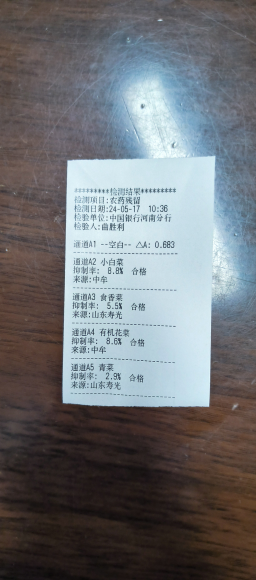 *********检测结果*********
检测项目:农药残留
检测日期:24-05-17 10:36
检验单位:中国银行河南分行
检验人:曲胜利
通道A1 --空白-- △A: 0.683
通道A2 小白菜
抑制率: 8.8% 合格
来源:中牟
通道A3 香菜
抑制率: 5.5% 合格
来源:山东寿光
通道A4 有机花菜
抑制率: 8.6% 合格
来源:中牟
通道A5 青菜
抑制率: 2.9% 合格
来源:山东寿光